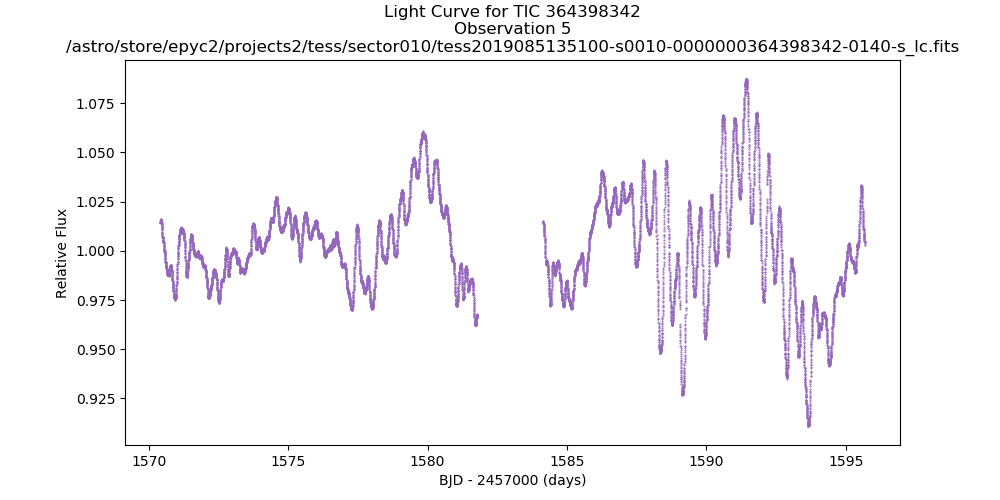 Light Curve for TIC 364398342
Observation 5
/astro/store/epyc2/projects2/tess/sector010/tess2019085135100-s0010-0000000364398342-0140-s_lc.fits
1.075
1.050
1.025
1.000
0.975
0.950
0.925
Relative Flux
1570 1575 1580 1585 1590 1595
BJD - 2457000 (days)